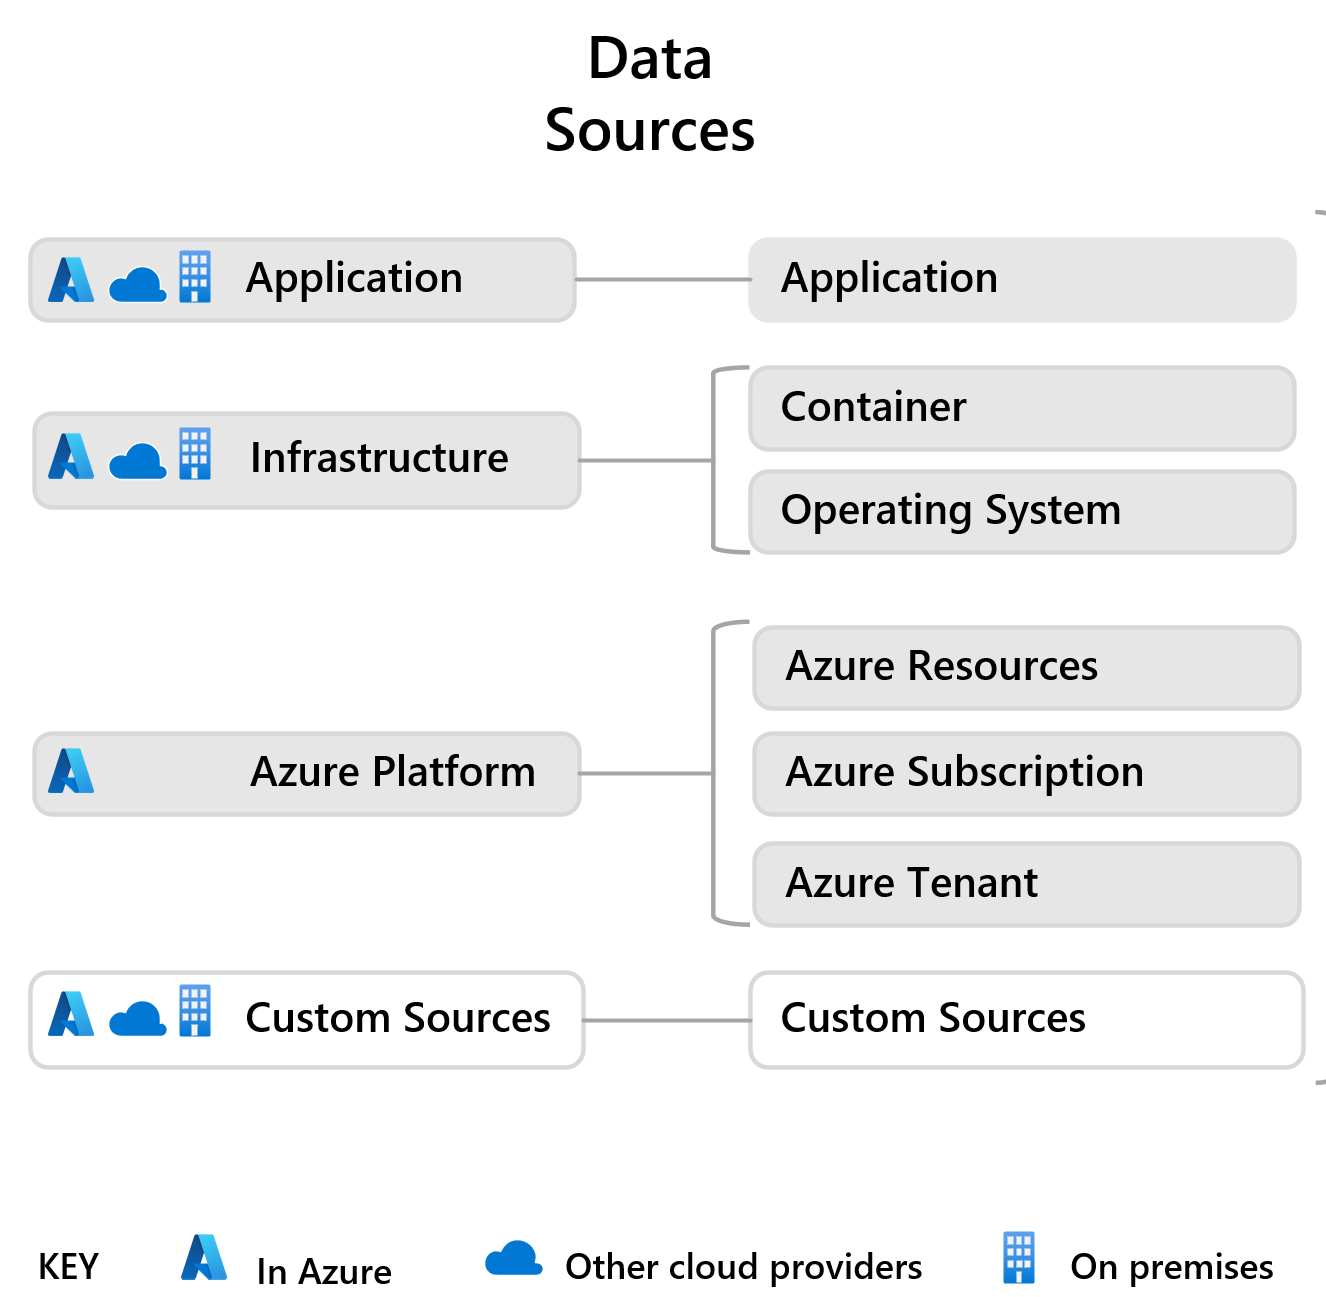 Data
Sources
Application
Application
Infrastructure
Container
Operating System
Azure Platform
Azure Resources
Azure Subscription
Azure Tenant
Custom Sources
Custom Sources
KEY
In Azure
Other cloud providers
On premises